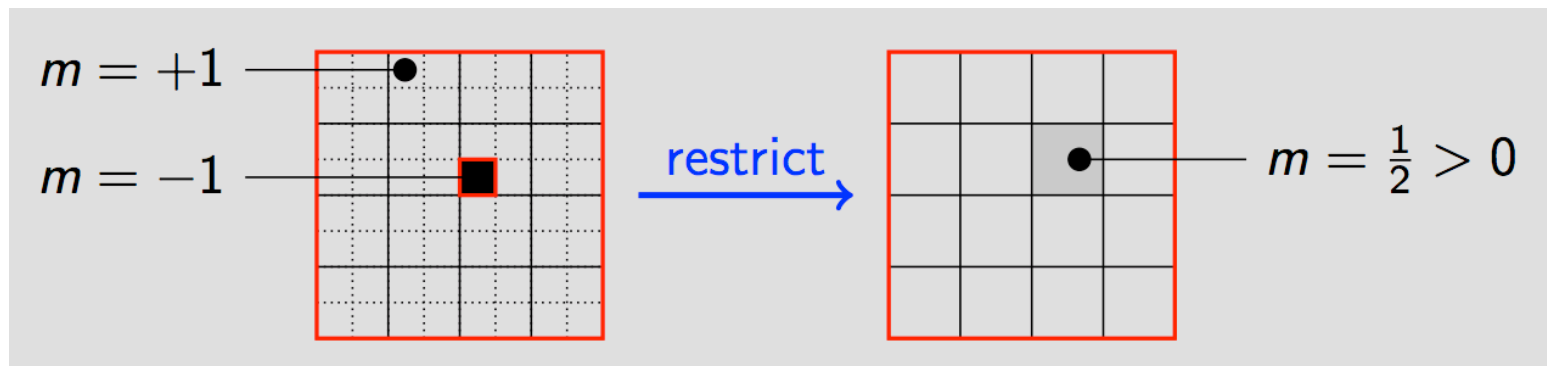 m = +1
m = −1
restrict
m = 1/2 > 0